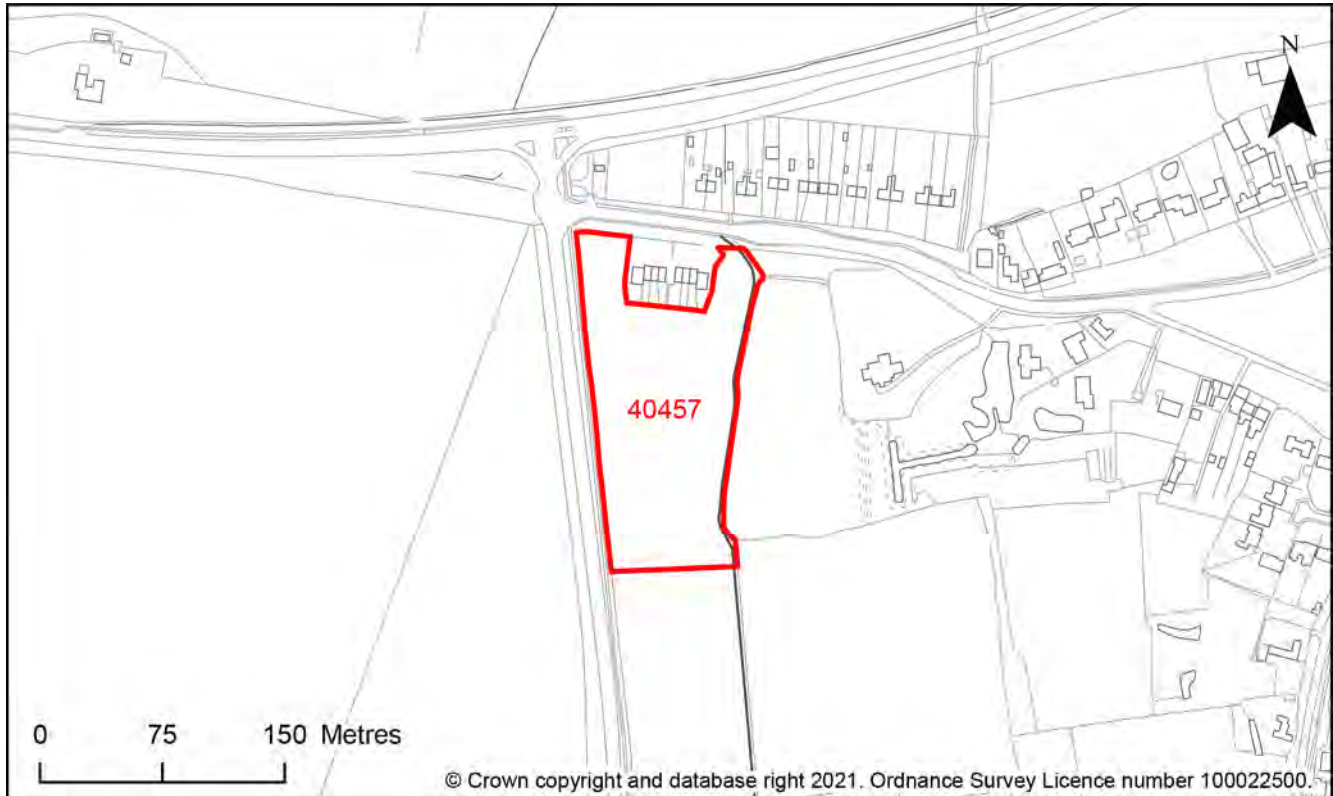 N
40457
0 75 150 Metres
© Crown copyright and database right 2021. Ordnance Survey Licence number 100022500.